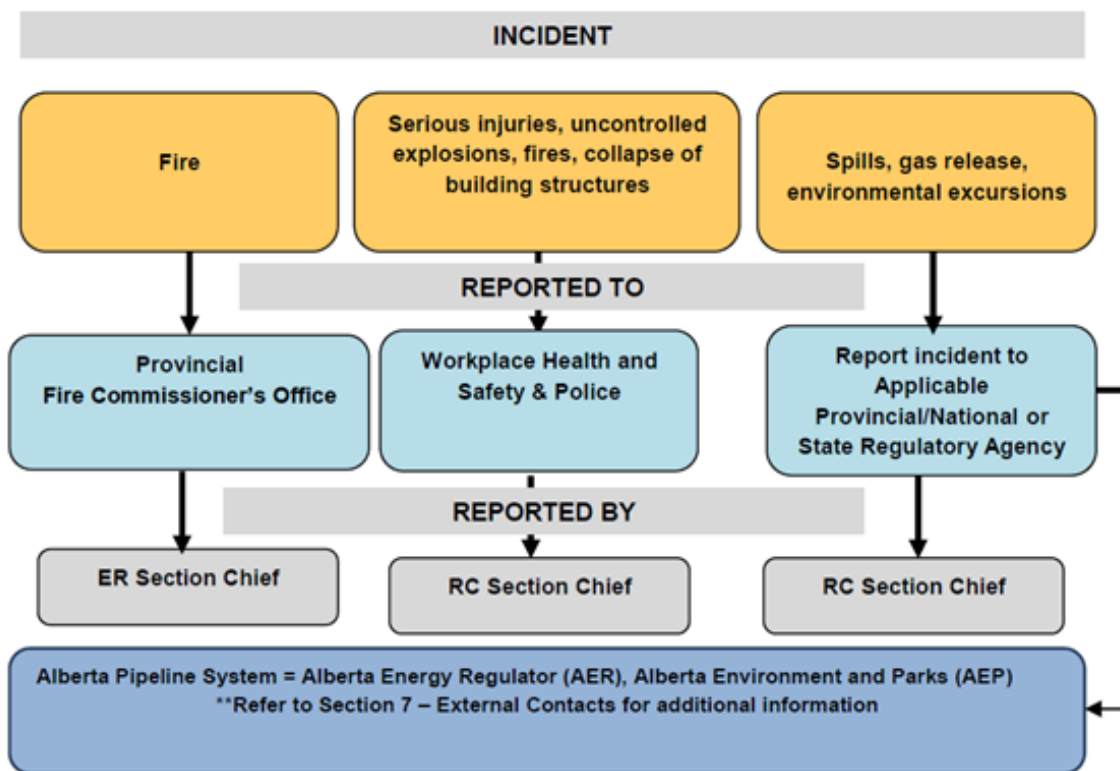 INCIDENT
Fire
Serious injuries, uncontrolled
explosions, fires, collapse of
building structures
Spills, gas release,
environmental excursions
REPORTED TO
Provincial
Fire Commissioner's Office
Workplace Health and
Safety & Police
Report incident to
Applicable
Provincial/National or
State Regulatory Agency
REPORTED BY
ER Section Chief
RC Section Chief
RC Section Chief
Alberta Pipeline System = Alberta Energy Regulator (AER), Alberta Environment and Parks (AEP)
**Refer to Section 7 – External Contacts for additional information